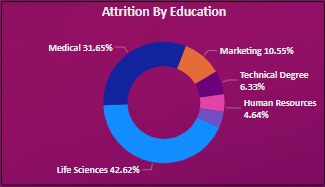 Attrition By Education
Medical 31.65%
Marketing 10.55%
Technical Degree
6.33%
Human Resources
4.64%
Life Sciences 42.62%